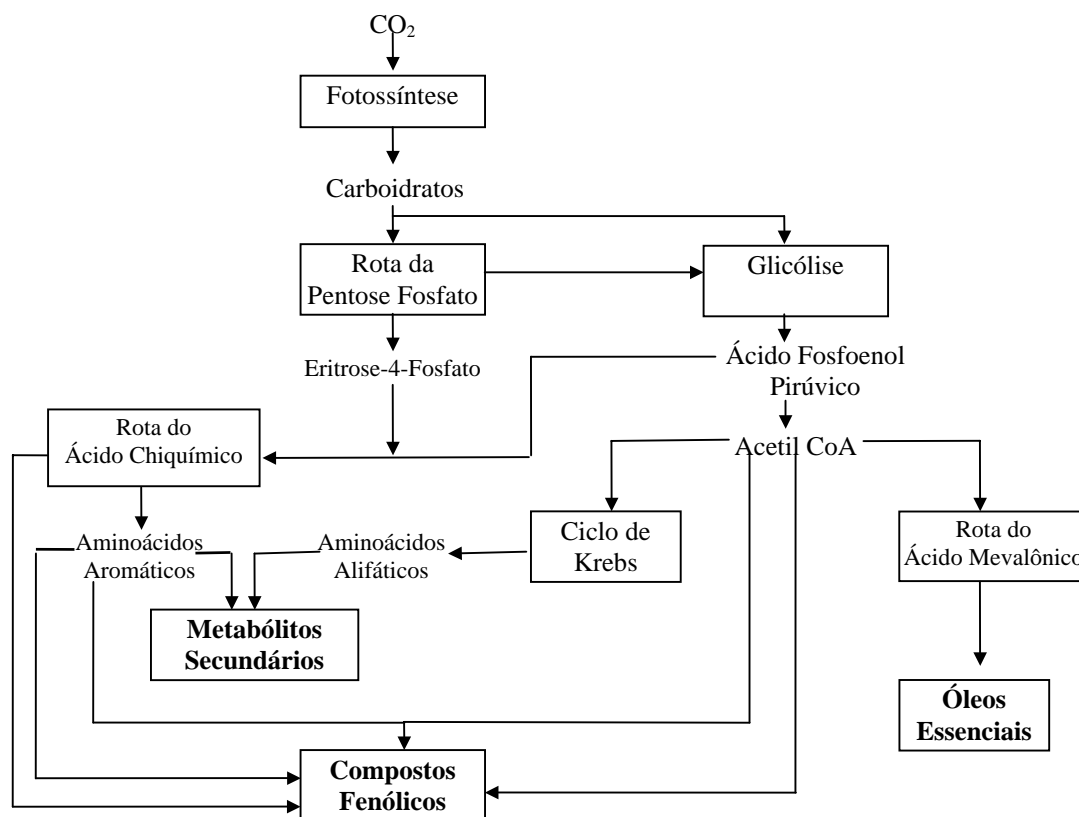 CO₂
Fotossíntese
Carboidratos
Rota da
Pentose Fosfato
Glicólise
Eritrose-4-Fosfato
Ácido Fosfoenol
Pirúvico
Rota do
Ácido Chiquímico
Acetil CoA
Aminoácidos
Aromáticos
Aminoácidos
Alifáticos
Ciclo de
Krebs
Rota do
Ácido Mevalônico
Metabólitos
Secundários
Óleos
Essenciais
Compostos
Fenólicos